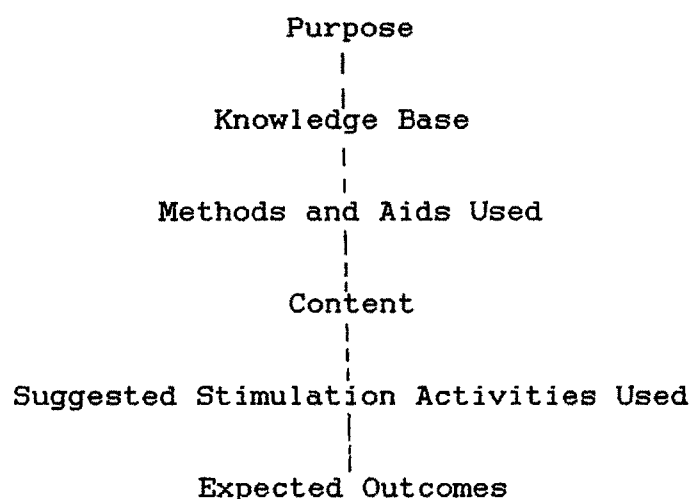 Purpose
Knowledge Base
Methods and Aids Used
Content
Suggested Stimulation Activities Used
Expected Outcomes